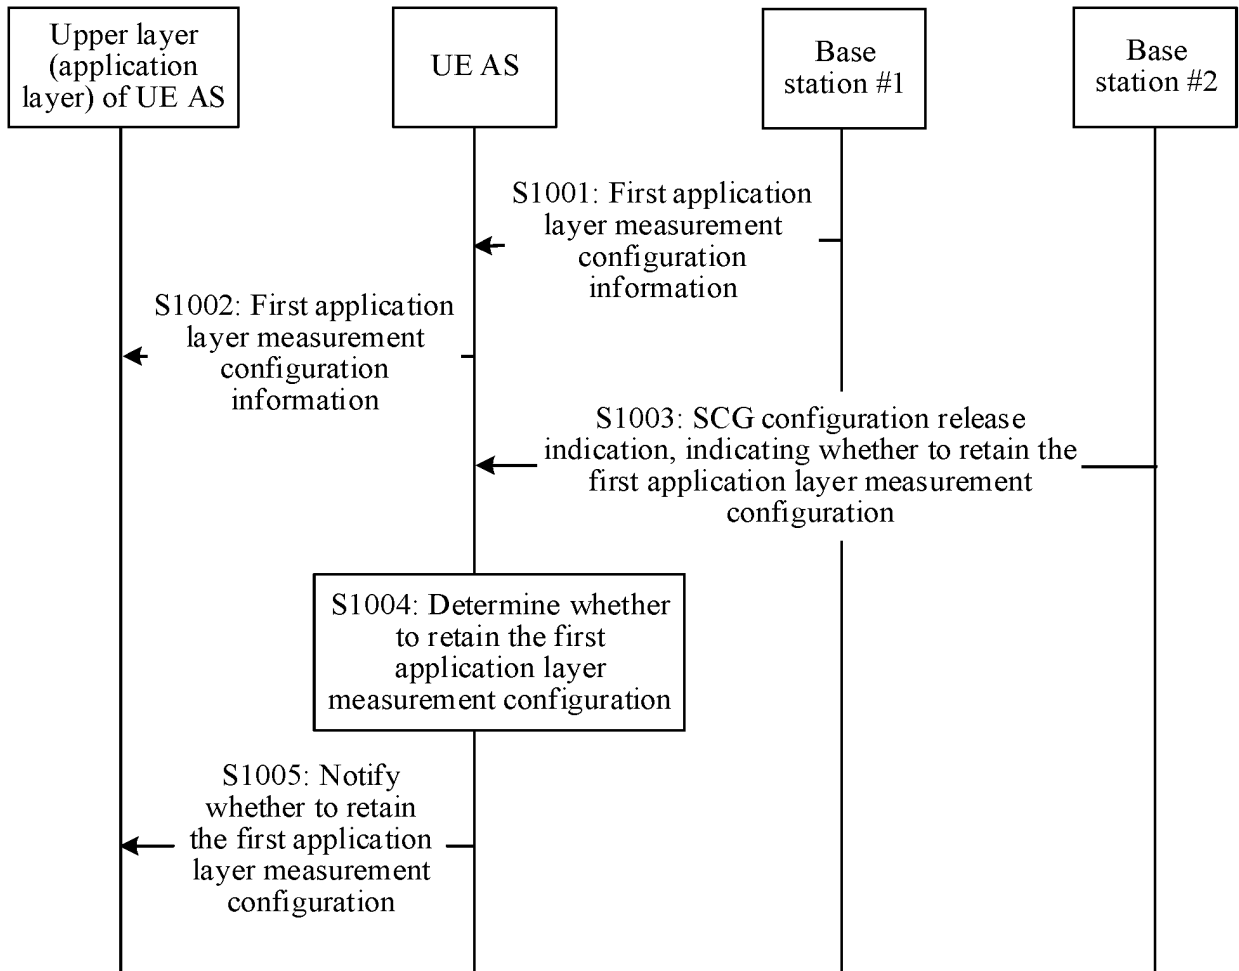 Upper layer
(application
layer) of UE AS
UE AS
Base
station #1
Base
station #2
S1001: First application
layer measurement
configuration
information
S1002: First application
layer measurement
configuration
information
S1003: SCG configuration release
indication, indicating whether to retain the
first application layer measurement
configuration
S1004: Determine whether
to retain the first
application layer
measurement configuration
S1005: Notify
whether to retain
the first application
layer measurement
configuration